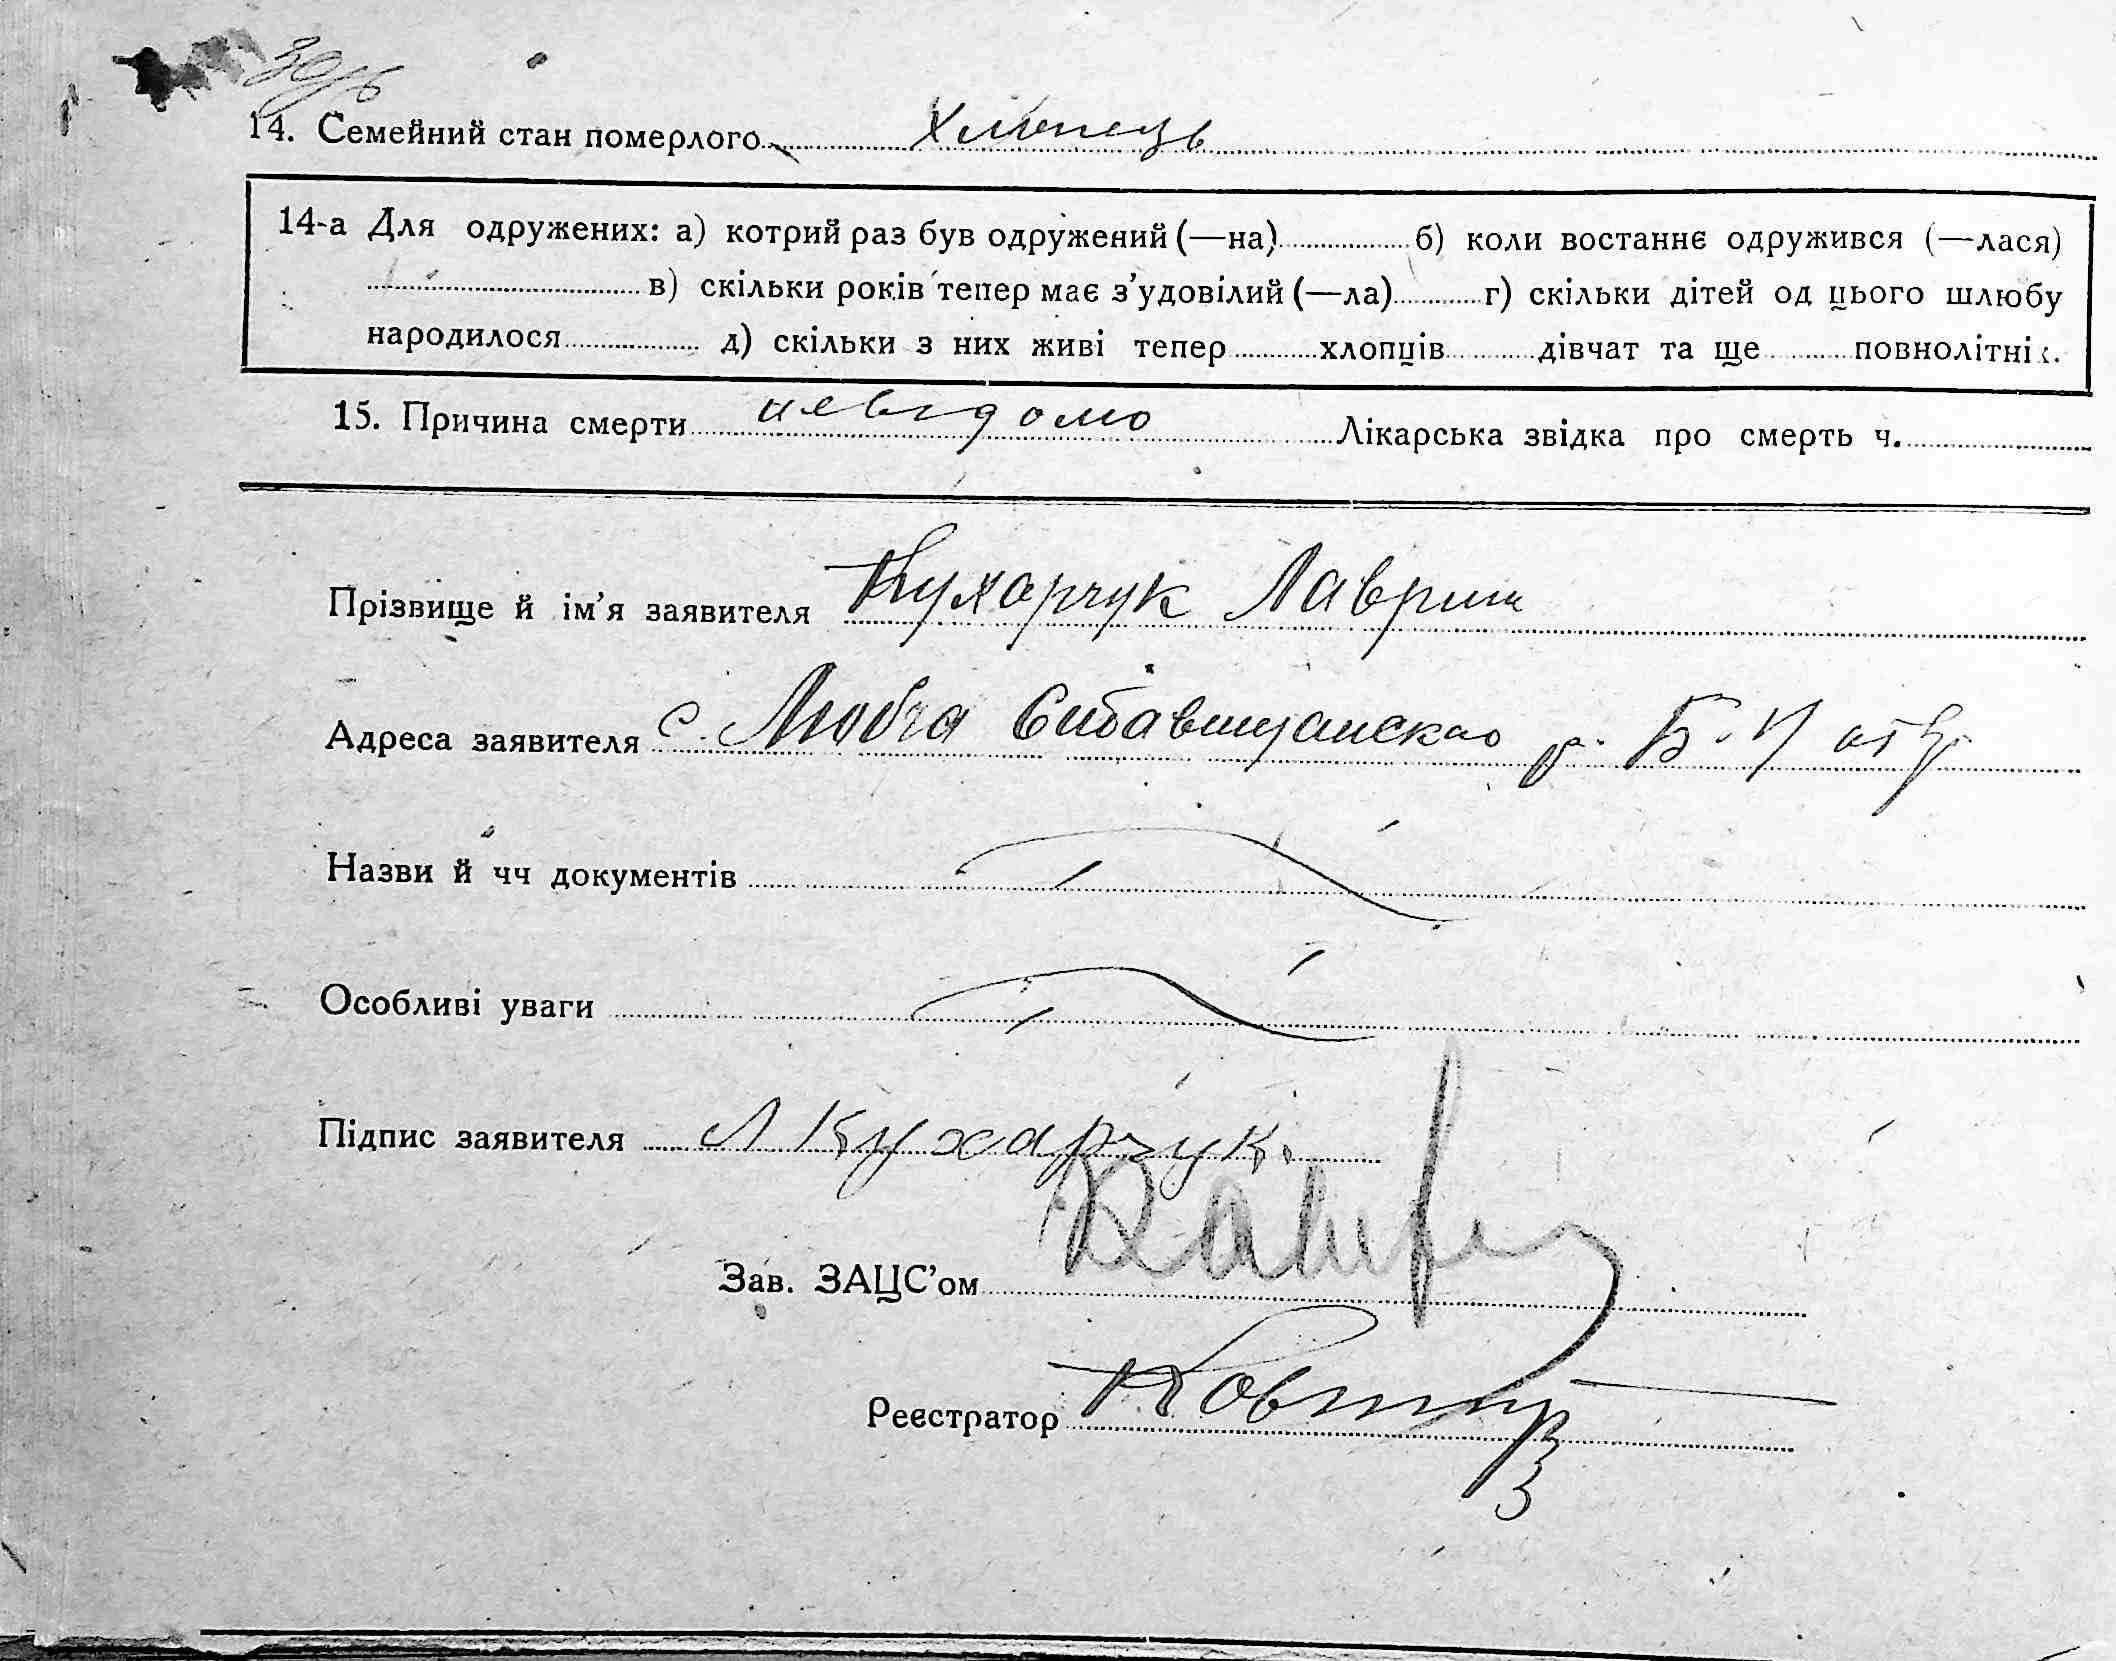 14. Семейний стан померлого хлопець
14-а Для одружених: а) котрий раз був одружений (—на) б) коли востаннє одружився (—лася)
в) скільки років тепер має з'удовілий (—ла) г) скільки дітей од цього шлюбу
народилося д) скільки з них живі тепер хлопців дівчат та ще повнолітніх.
15. Причина смерти невідомо Лікарська звідка про смерть ч.
Прізвище й ім'я заявителя Кухарчук Лаврин
Адреса заявителя с. Любча р. Б.
Назви й чч документів
Особливі уваги
Підпис заявителя Л Кухарчук
Зав. ЗАЦС'ом
Реєстратор